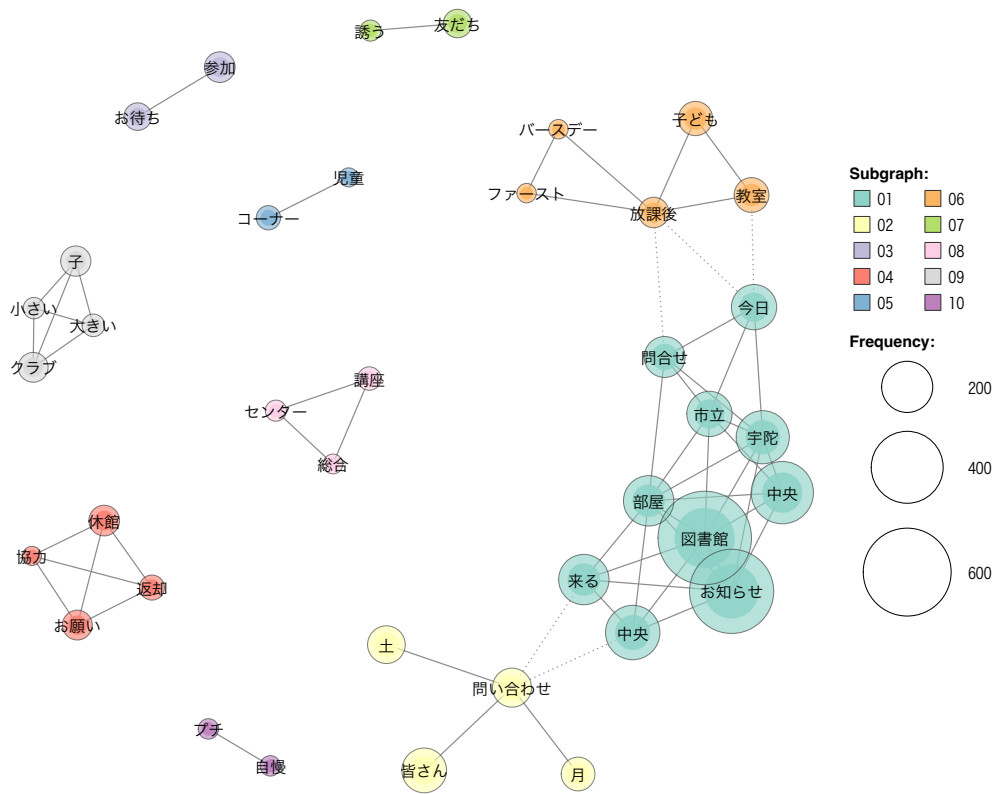 誘う
友だち
参加
お待ち
バースデー
子ども
児童
コーナー
ファースト
放課後
教室
子
小さい
大きい
クラブ
今日
問合せ
講座
センター
総合
市立
宇陀
部屋
中央
図書館
来る
お知らせ
中央
休館
協力
返却
お願い
土
問い合わせ
皆さん
月
プチ
自慢
Subgraph:
01 06
02 07
03 08
04 09
05 10
Frequency:
200
400
600